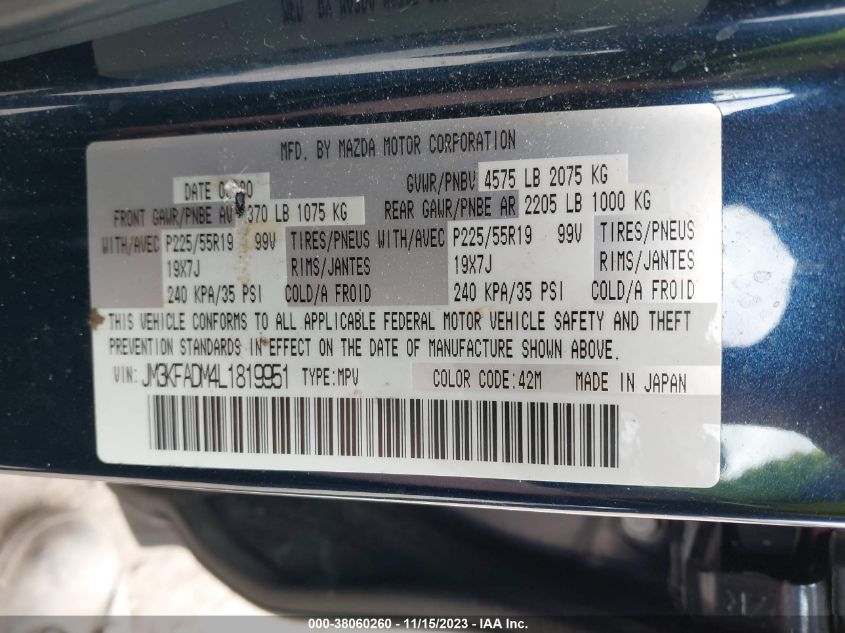 MFD. BY MAZDA MOTOR CORPORATION
DATE GVWR/PNBV 4575 LB 2075 KG
FRONT GAWR/PNBE AV 370 LB 1075 KG REAR GAWR/PNBE AR 2205 LB 1000 KG
WITH/AVEC P225/55R19 99V TIRES/PNEUS WITH/AVEC P225/55R19 99V TIRES/PNEUS
19X7J RIMS/JANTES 19X7J RIMS/JANTES
240 KPA/35 PSI COLD/A FROID 240 KPA/35 PSI COLD/A FROID
THIS VEHICLE CONFORMS TO ALL APPLICABLE FEDERAL MOTOR VEHICLE SAFETY AND THEFT
PREVENTION STANDARDS IN EFFECT ON THE DATE OF MANUFACTURE SHOWN ABOVE.
VIN: JM3KFADM4L1819951 TYPE:MPV COLOR CODE:42M MADE IN JAPAN
000-38060260 - 11/15/2023 - IAA Inc.